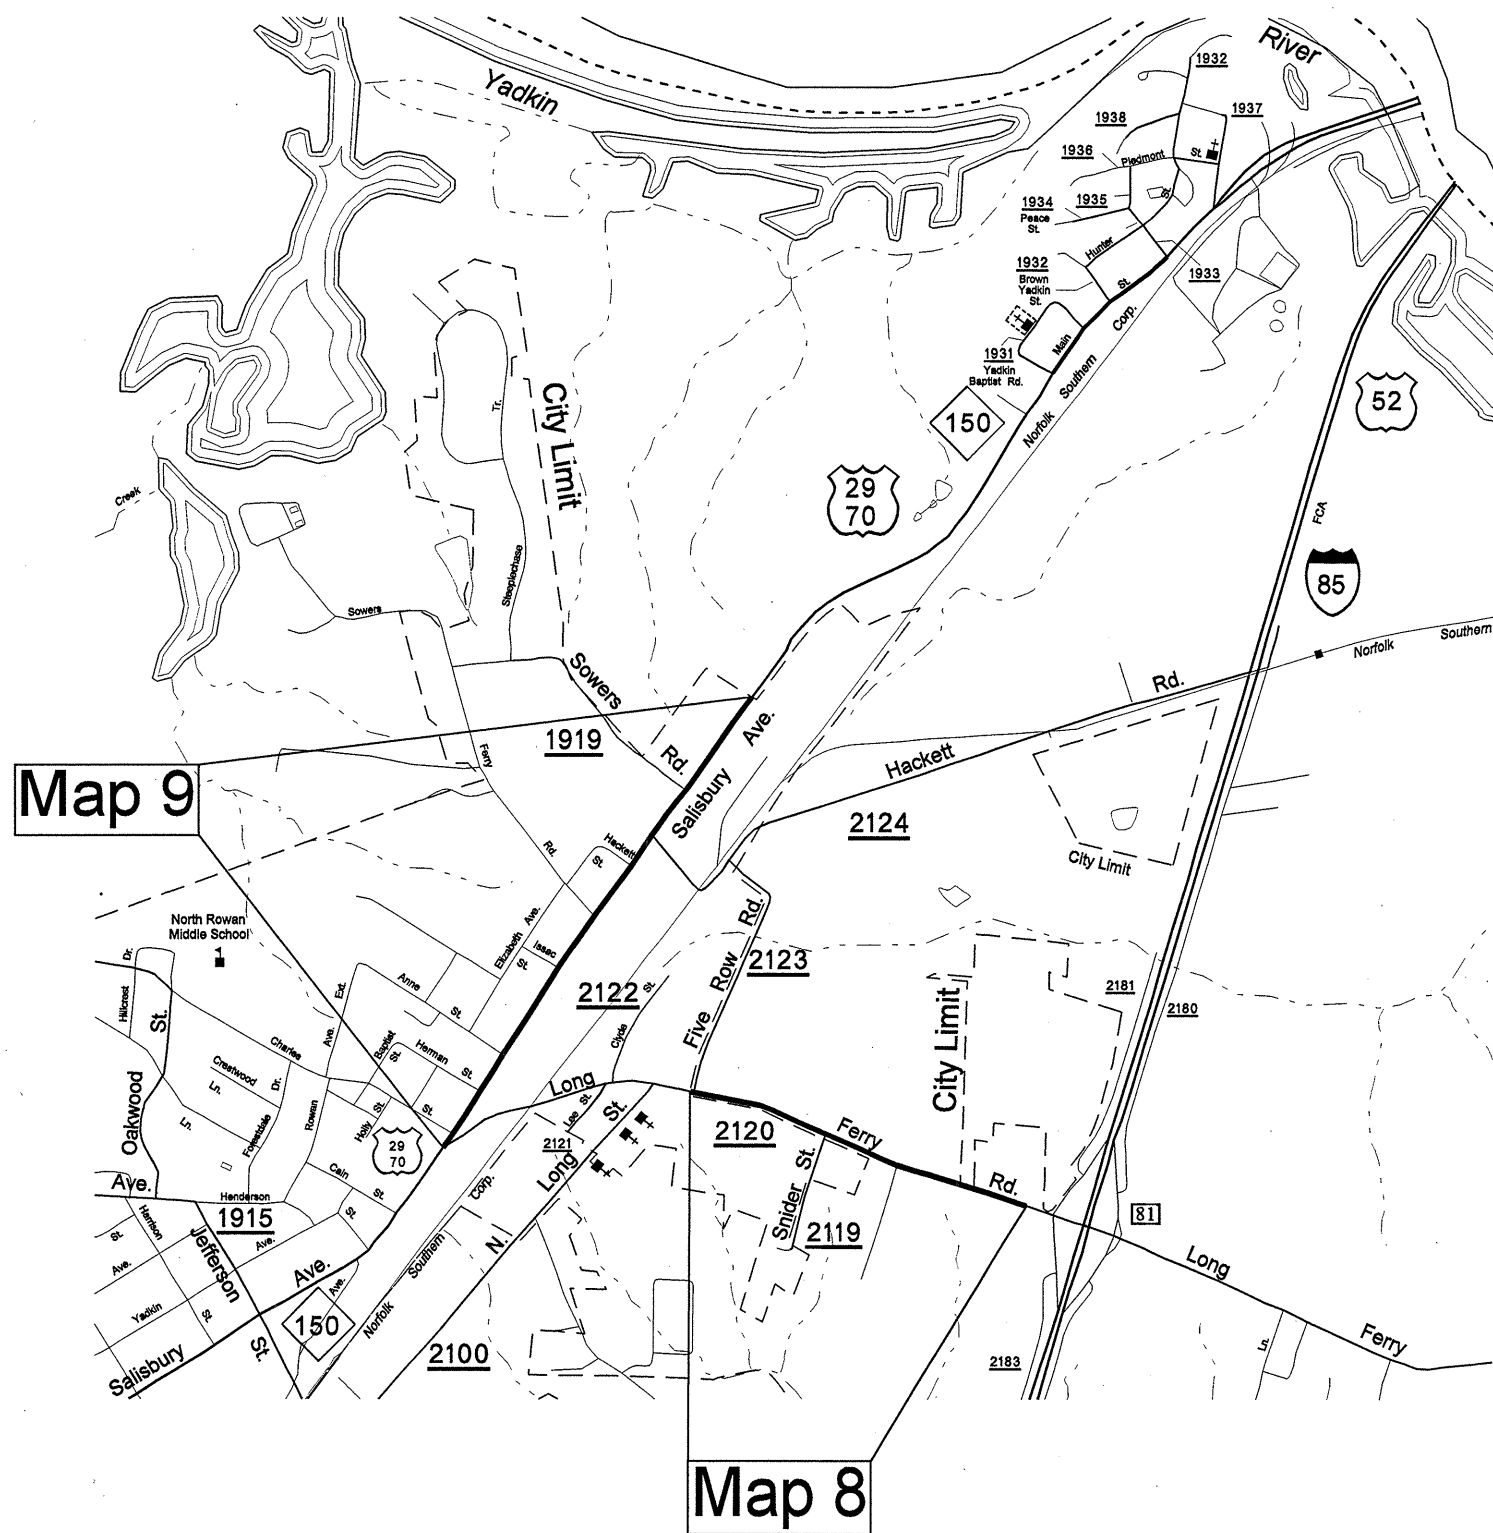 River
Yadkin
1932
1937
1938
1936
Piedmont
St.
1935
St.
1934
Peace
St.
Hunter
1933
1932
Brown
Yadkin
St.
St.
Corp.
Main
1931
Yadkin
Baptist Rd.
Southern
Norfolk
150
52
Tr.
City Limit
29
70
Creek
FCA
Steeplechase
85
Sowers
Norfolk
Southern
Sowers
Rd.
Ave.
1919
Ferry
Rd.
Hackett
Map 9
Salisbury
2124
Rd.
Hackett
St.
City Limit
North Rowan
Middle School
Dr.
Ave.
Elizabeth
Issac
St.
Rd.
Row
Five
2123
Hillcrest
St.
Ext.
Anne
St.
2122
St.
Clyde
2181
2180
City Limit
Charles
Ave.
Baptist
St.
Herman
St.
Crestwood
Ln.
Dr.
Long
Oakwood
Ln.
Forestdale
Rowan
Holly
St.
St.
Lee
St.
St.
2120
Ferry
29
70
2121
Long
Snider St.
Rd.
Cain
St.
Corp.
Ave.
Henderson
1915
Harrison
St.
N.
2119
81
St.
Ave.
Jefferson
Ave.
Ave.
Southern
Long
Ave.
Yadkin
St.
150
Norfolk
Ferry
Ln.
Salisbury
St.
2100
2183
Map 8